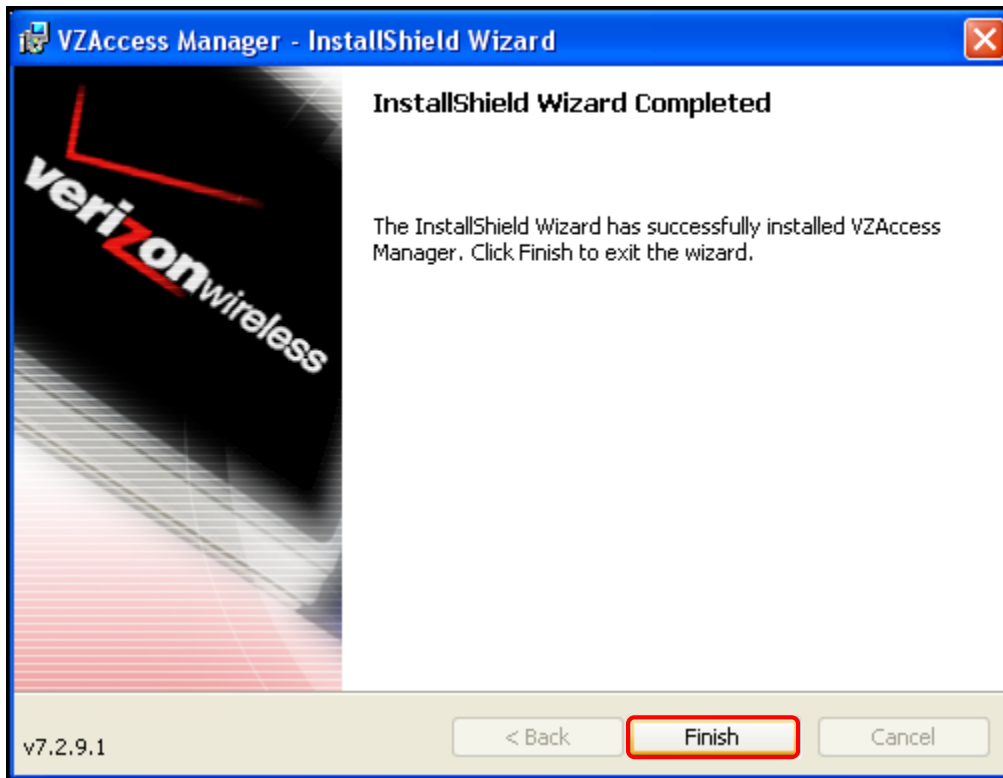 VZAccess Manager - InstallShield Wizard
InstallShield Wizard Completed
verizonwireless
The InstallShield Wizard has successfully installed VZAccess
Manager. Click Finish to exit the wizard.
v7.2.9.1
< Back
Finish
Cancel